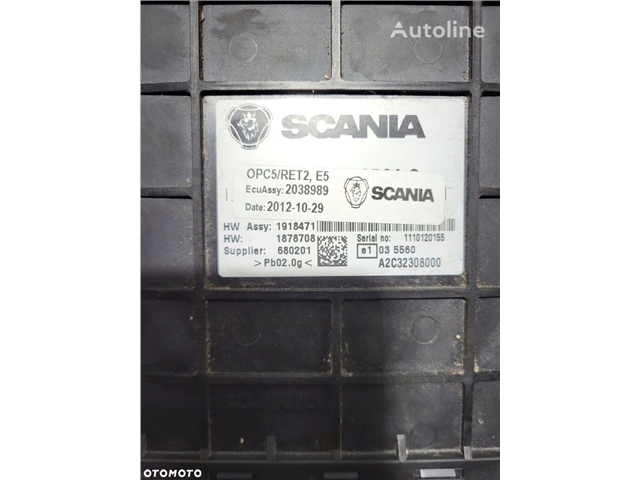 Autoline
SCANIA
OPC5/RET2, E5
EcuAssy: 2038989
SCANIA
Date: 2012-10-29
HW Assy: 1918471
HW: 1878708 Serial no: 1110120155
Supplier: 680201 e1 03 5560
>Pb02.0g< A2C32308000
OTOMOTO